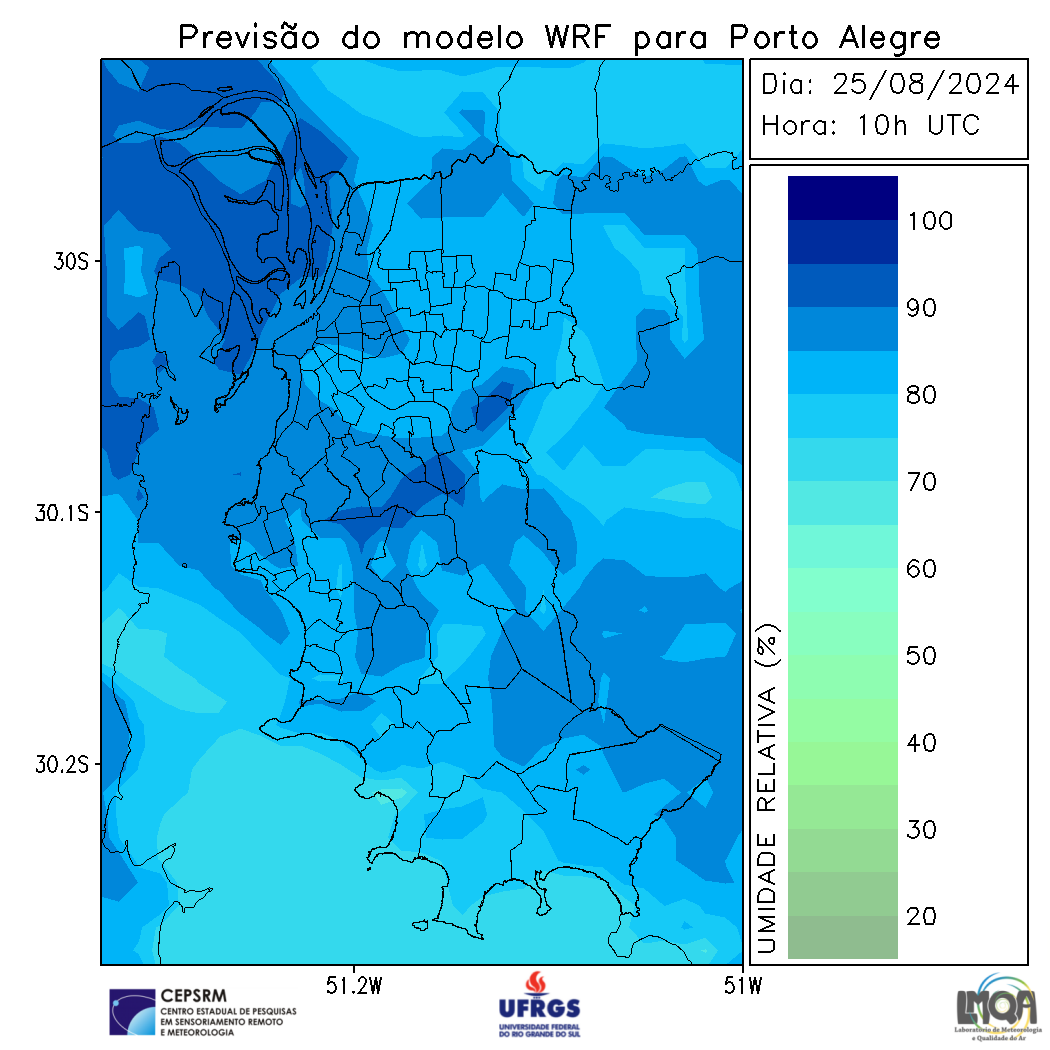 Previsão do modelo WRF para Porto Alegre
Dia: 25/08/2024
Hora: 10h UTC
100
90
80
70
60
50
40
30
20
UMIDADE RELATIVA (%)
30S
30.1S
30.2S
51.2W
51W
CEPSRM
CENTRO ESTADUAL DE PESQUISAS
EM SENSORIAMENTO REMOTO
E METEOROLOGIA
UFRGS
UNIVERSIDADE FEDERAL
DO RIO GRANDE DO SUL
LMQA
Laboratório de Meteorologia
e Qualidade do Ar